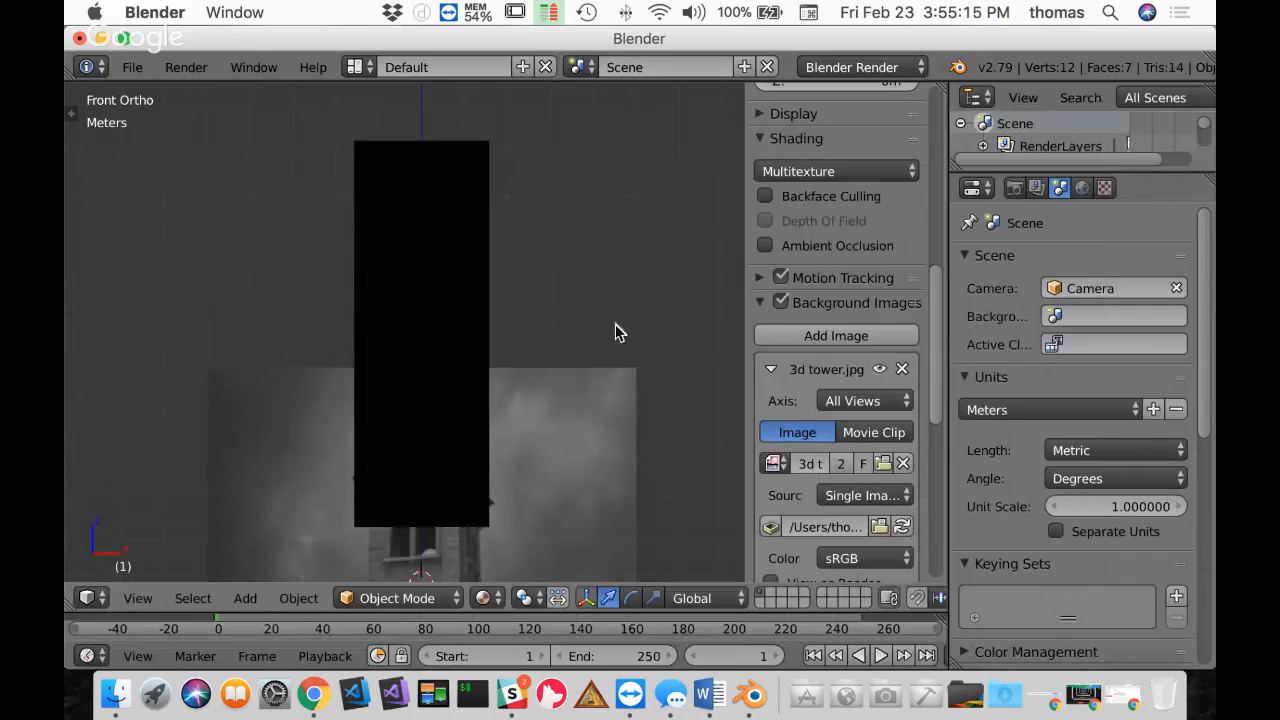 Blender Window MEM 54% 100% Fri Feb 23 3:55:15 PM thomas
Google
Blender
File Render Window Help Default Scene Blender Render v2.79 | Verts:12 | Faces:7 | Tris:14 | Ob
Front Ortho
Meters
Display
Shading
Multitexture
Backface Culling
Depth Of Field
Ambient Occlusion
Motion Tracking
Background Images
Add Image
3d tower.jpg
Axis: All Views
Image Movie Clip
3d t 2 F
Sourc Single Ima...
/Users/tho...
Color sRGB
View Search All Scenes
Scene
RenderLayers
Scene
Scene
Camera: Camera
Backgro...
Active Cl...
Units
Meters
Length: Metric
Angle: Degrees
Unit Scale: 1.000000
Separate Units
Keying Sets
Color Management
z
x
(1)
View Select Add Object Object Mode Global
-40 -20 0 20 40 60 80 100 120 140 160 180 200 220 240 260
View Marker Frame Playback Start: 1 End: 250 1
2